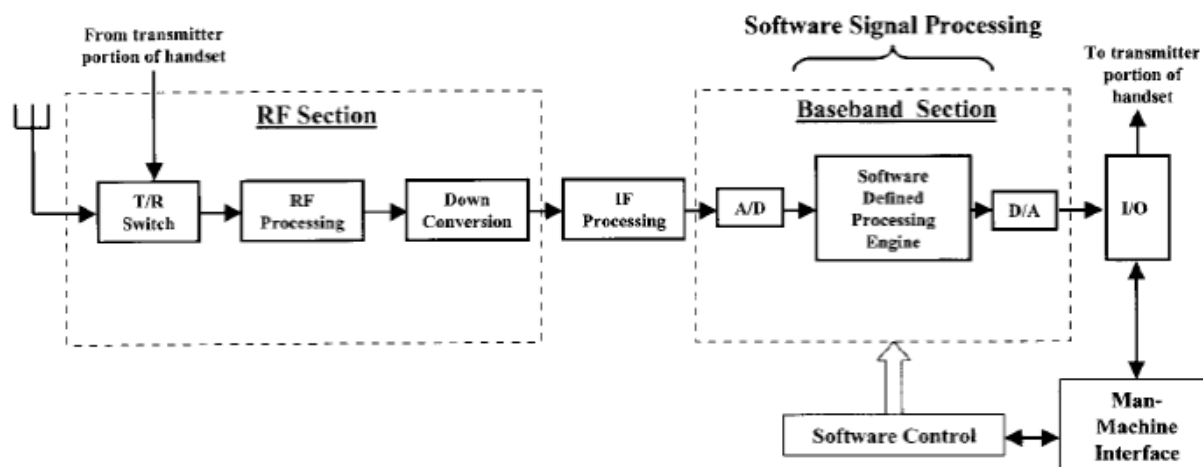 Software Signal Processing
From transmitter
portion of handset
To transmitter
portion of
handset
RF Section
Baseband Section
T/R
Switch
RF
Processing
Down
Conversion
IF
Processing
A/D
Software
Defined
Processing
Engine
D/A
I/O
Software Control
Man-
Machine
Interface